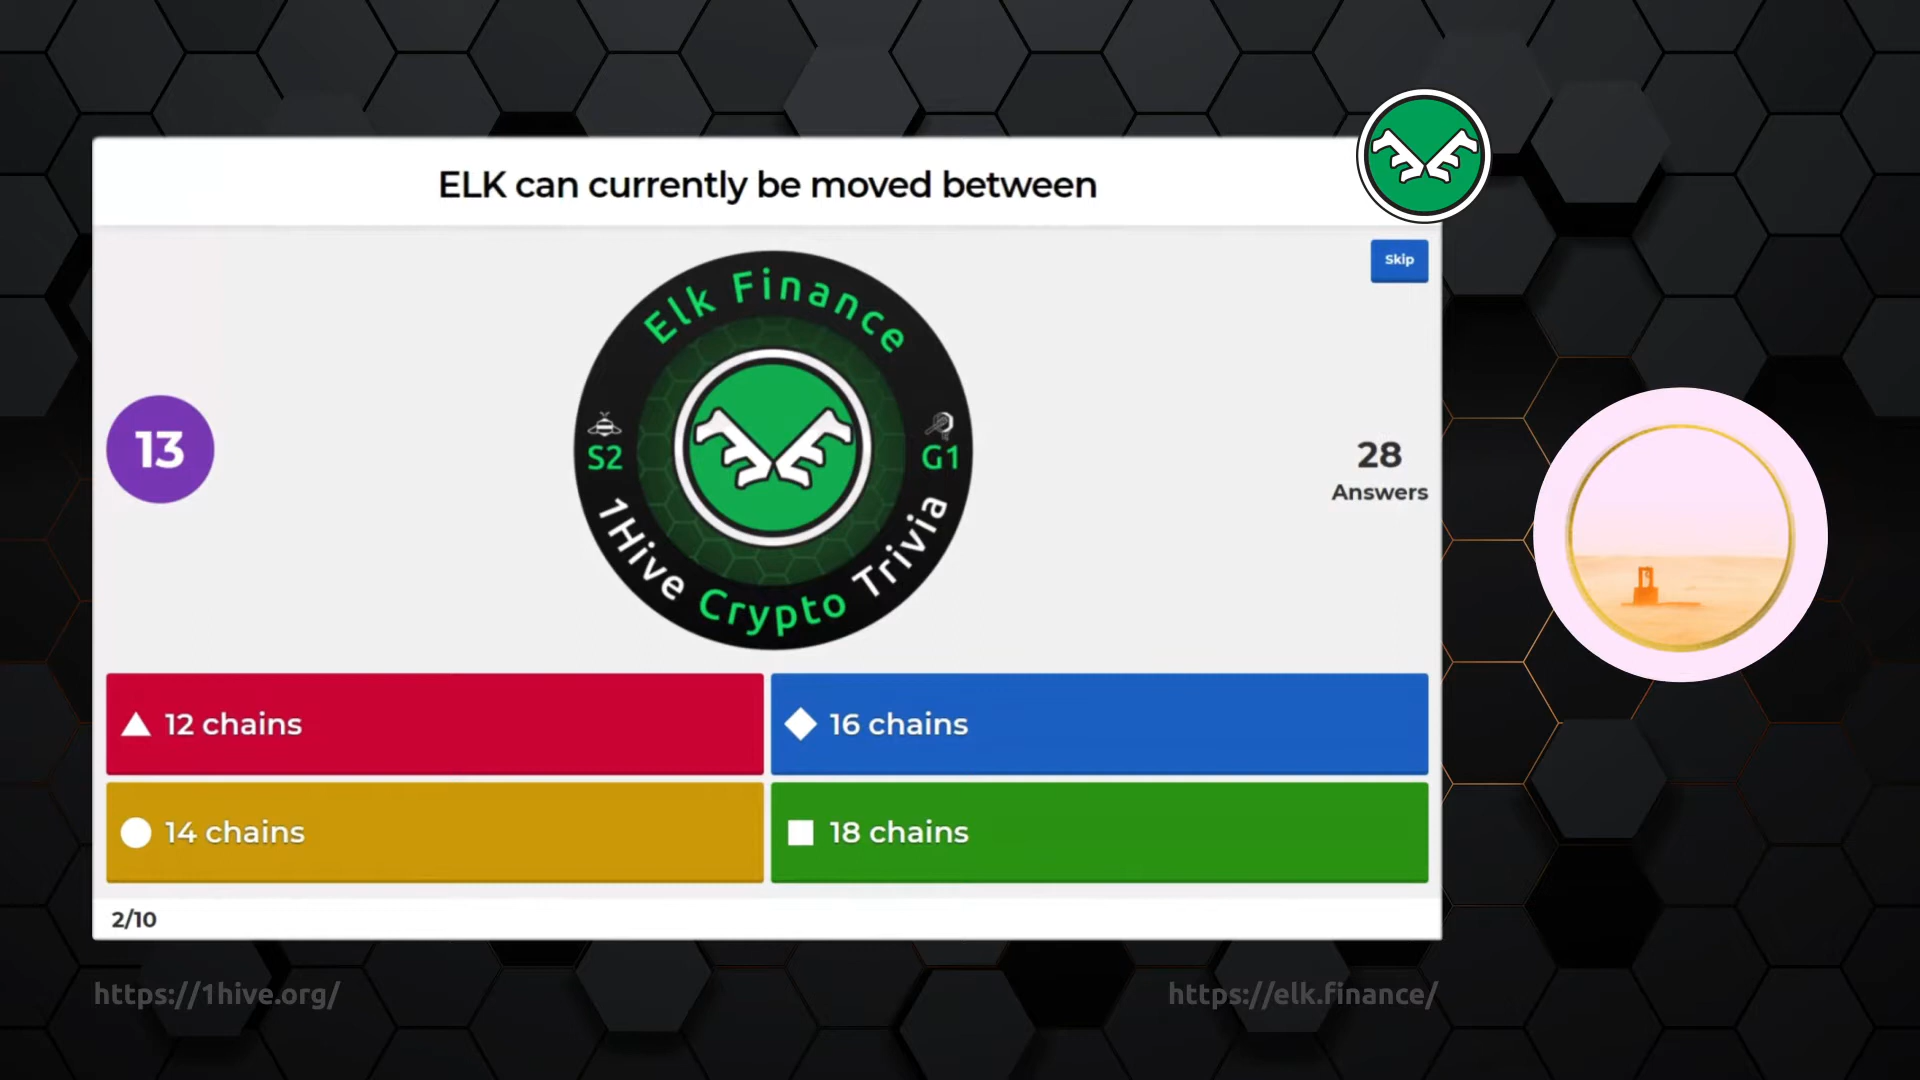 ELK can currently be moved between
Skip
Elk Finance
13
S2
G1
28
Answers
1Hive Crypto Trivia
12 chains
16 chains
14 chains
18 chains
2/10
https://1hive.org/
https://elk.finance/